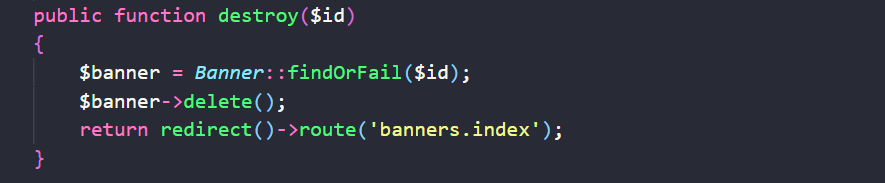 public function destroy($id)
{
    $banner = Banner::findOrFail($id);
    $banner->delete();
    return redirect()->route('banners.index');
}